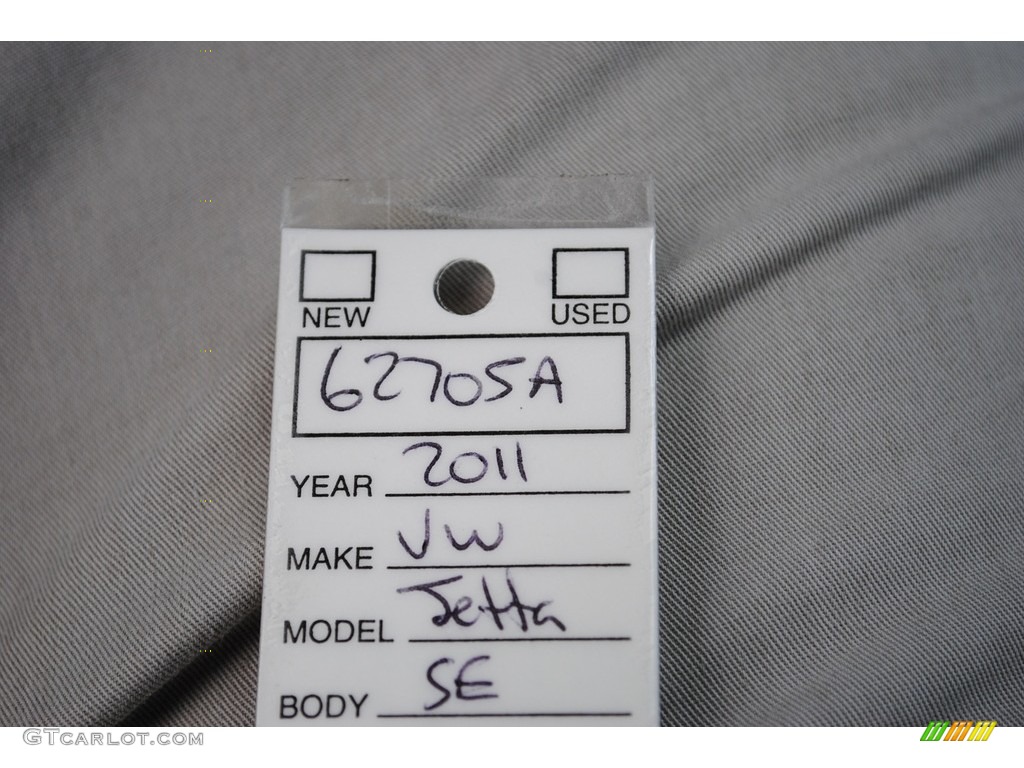 NEW USED
62705A
YEAR 2011
MAKE VW
MODEL Jetta
BODY SE
GTCARLOT.COM